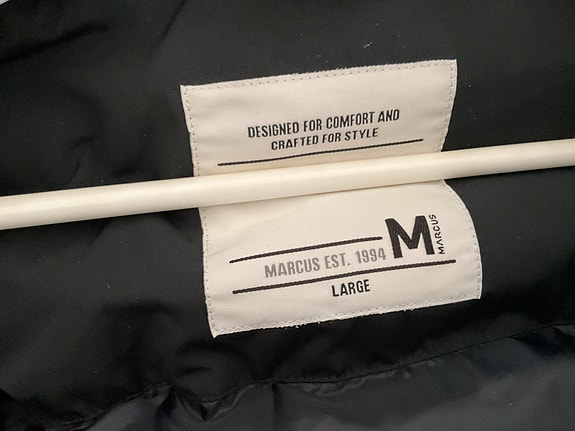 DESIGNED FOR COMFORT AND
CRAFTED FOR STYLE
M
MARCUS
MARCUS EST. 1994
LARGE